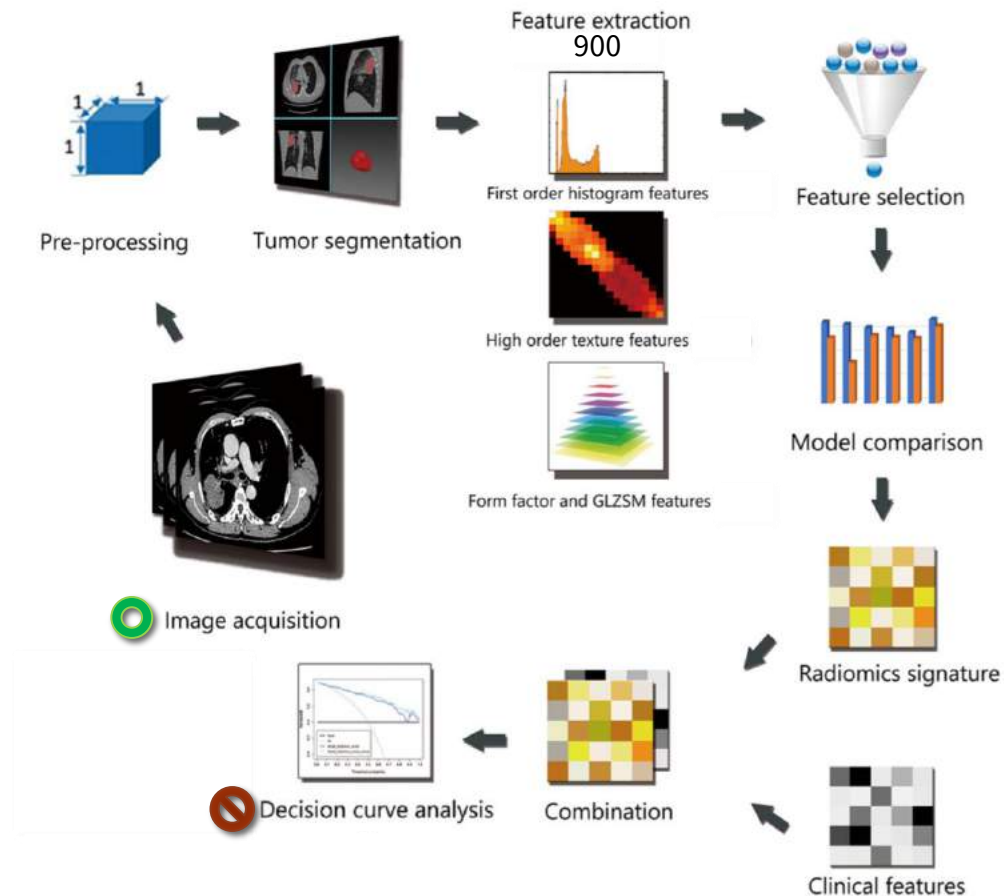 Feature extraction
900
1
1
1
Pre-processing
Tumor segmentation
First order histogram features
High order texture features
Form factor and GLZSM features
Feature selection
Model comparison
Radiomics signature
Clinical features
Combination
Decision curve analysis
Image acquisition